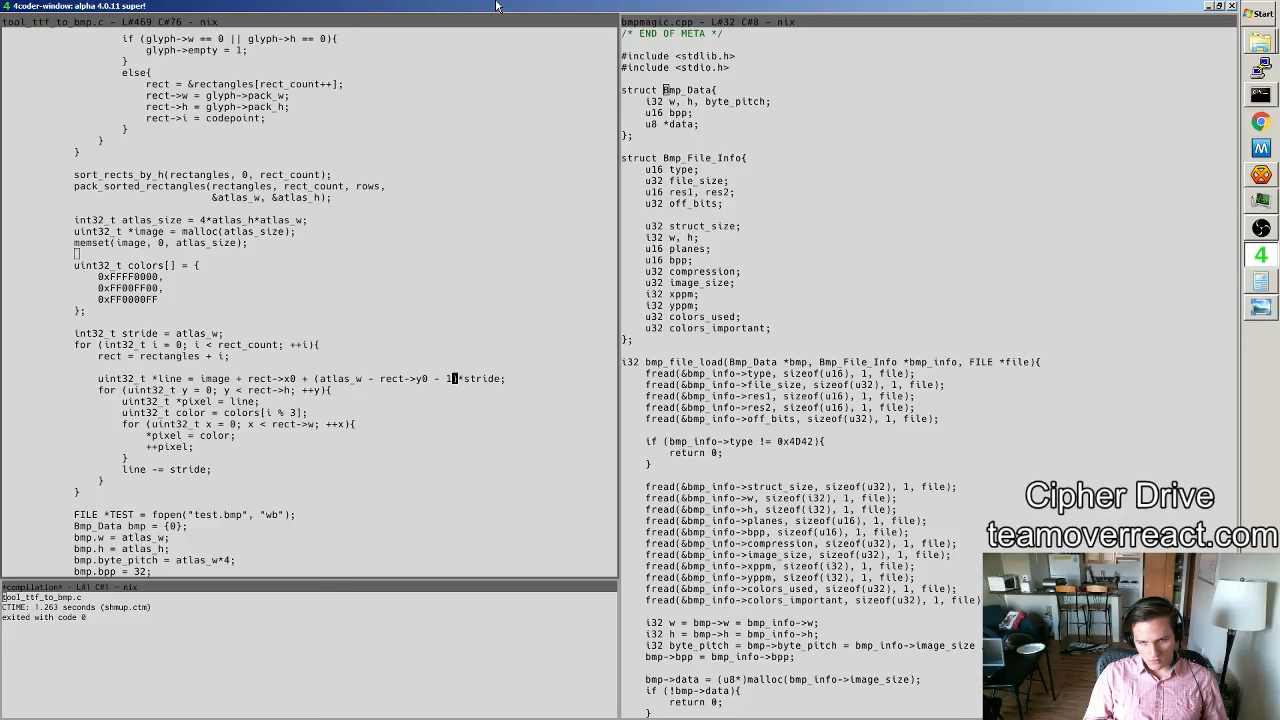 4coder-window: alpha 4.0.11 super!
tool_ttf_to_bmp.c - L#469 C#76 - nix
if (glyph->w == 0 || glyph->h == 0){
glyph->empty = 1;
}
else{
rect = &rectangles[rect_count++];
rect->w = glyph->pack_w;
rect->h = glyph->pack_h;
rect->i = codepoint;
}
}
}
sort_rects_by_h(rectangles, 0, rect_count);
pack_sorted_rectangles(rectangles, rect_count, rows,
&atlas_w, &atlas_h);
int32_t atlas_size = 4*atlas_h*atlas_w;
uint32_t *image = malloc(atlas_size);
memset(image, 0, atlas_size);
uint32_t colors[] = {
0xFFFF0000,
0xFF00FF00,
0xFF0000FF
};
int32_t stride = atlas_w;
for (int32_t i = 0; i < rect_count; ++i){
rect = rectangles + i;
uint32_t *line = image + rect->x0 + (atlas_w - rect->y0 - 1)*stride;
for (uint32_t y = 0; y < rect->h; ++y){
uint32_t *pixel = line;
uint32_t color = colors[i % 3];
for (uint32_t x = 0; x < rect->w; ++x){
*pixel = color;
++pixel;
}
line -= stride;
}
}
FILE *TEST = fopen("test.bmp", "wb");
Bmp_Data bmp = {0};
bmp.w = atlas_w;
bmp.h = atlas_h;
bmp.byte_pitch = atlas_w*4;
bmp.bpp = 32;
*compilation* - L#1 C#1 - nix
tool_ttf_to_bmp.c
CTIME: 1.263 seconds (shmup.ctm)
exited with code 0
bmpmagic.cpp - L#32 C#8 - nix
/* END OF META */
#include <stdlib.h>
#include <stdio.h>
struct Bmp_Data{
i32 w, h, byte_pitch;
u16 bpp;
u8 *data;
};
struct Bmp_File_Info{
u16 type;
u32 file_size;
u16 res1, res2;
u32 off_bits;
u32 struct_size;
i32 w, h;
u16 planes;
u16 bpp;
u32 compression;
u32 image_size;
i32 xppm;
i32 yppm;
u32 colors_used;
u32 colors_important;
};
i32 bmp_file_load(Bmp_Data *bmp, Bmp_File_Info *bmp_info, FILE *file){
fread(&bmp_info->type, sizeof(u16), 1, file);
fread(&bmp_info->file_size, sizeof(u32), 1, file);
fread(&bmp_info->res1, sizeof(u16), 1, file);
fread(&bmp_info->res2, sizeof(u16), 1, file);
fread(&bmp_info->off_bits, sizeof(u32), 1, file);
if (bmp_info->type != 0x4D42){
return 0;
}
fread(&bmp_info->struct_size, sizeof(u32), 1, file);
fread(&bmp_info->w, sizeof(i32), 1, file);
fread(&bmp_info->h, sizeof(i32), 1, file);
fread(&bmp_info->planes, sizeof(u16), 1, file);
fread(&bmp_info->bpp, sizeof(u16), 1, file);
fread(&bmp_info->compression, sizeof(u32), 1, file);
fread(&bmp_info->image_size, sizeof(u32), 1, file);
fread(&bmp_info->xppm, sizeof(i32), 1, file);
fread(&bmp_info->yppm, sizeof(i32), 1, file);
fread(&bmp_info->colors_used, sizeof(u32), 1, file);
fread(&bmp_info->colors_important, sizeof(u32), 1, file)
i32 w = bmp->w = bmp_info->w;
i32 h = bmp->h = bmp_info->h;
i32 byte_pitch = bmp->byte_pitch = bmp_info->image_size
bmp->bpp = bmp_info->bpp;
bmp->data = (u8*)malloc(bmp_info->image_size);
if (!bmp->data){
return 0;
}
Cipher Drive
teamoverreact.com
Start
M
4